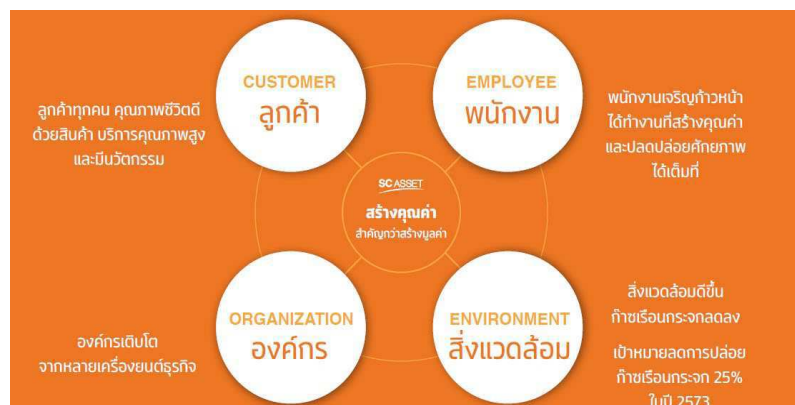 CUSTOMER
ลูกค้า
ลูกค้าทุกคน คุณภาพชีวิตดี
ด้วยสินค้า บริการคุณภาพสูง
และมีนวัตกรรม
EMPLOYEE
พนักงาน
พนักงานเจริญก้าวหน้า
ได้ทำงานที่สร้างคุณค่า
และปลดปล่อยศักยภาพ
ได้เต็มที่
SC ASSET
สร้างคุณค่า
สำคัญกว่าสร้างมูลค่า
ORGANIZATION
องค์กร
องค์กรเติบโต
จากหลายเครื่องยนต์ธุรกิจ
ENVIRONMENT
สิ่งแวดล้อม
สิ่งแวดล้อมดีขึ้น
ก๊าซเรือนกระจกลดลง
เป้าหมายลดการปล่อย
ก๊าซเรือนกระจก 25%
ในปี 2573